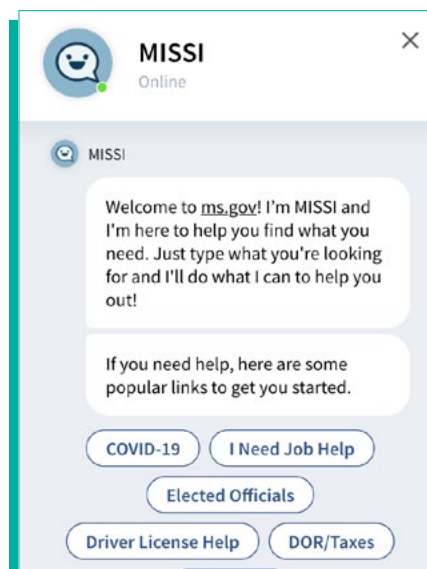 MISSI
Online
MISSI
Welcome to ms.gov! I'm MISSI and
I'm here to help you find what you
need. Just type what you're looking
for and I'll do what I can to help you
out!
If you need help, here are some
popular links to get you started.
COVID-19 I Need Job Help
Elected Officials
Driver License Help DOR/Taxes